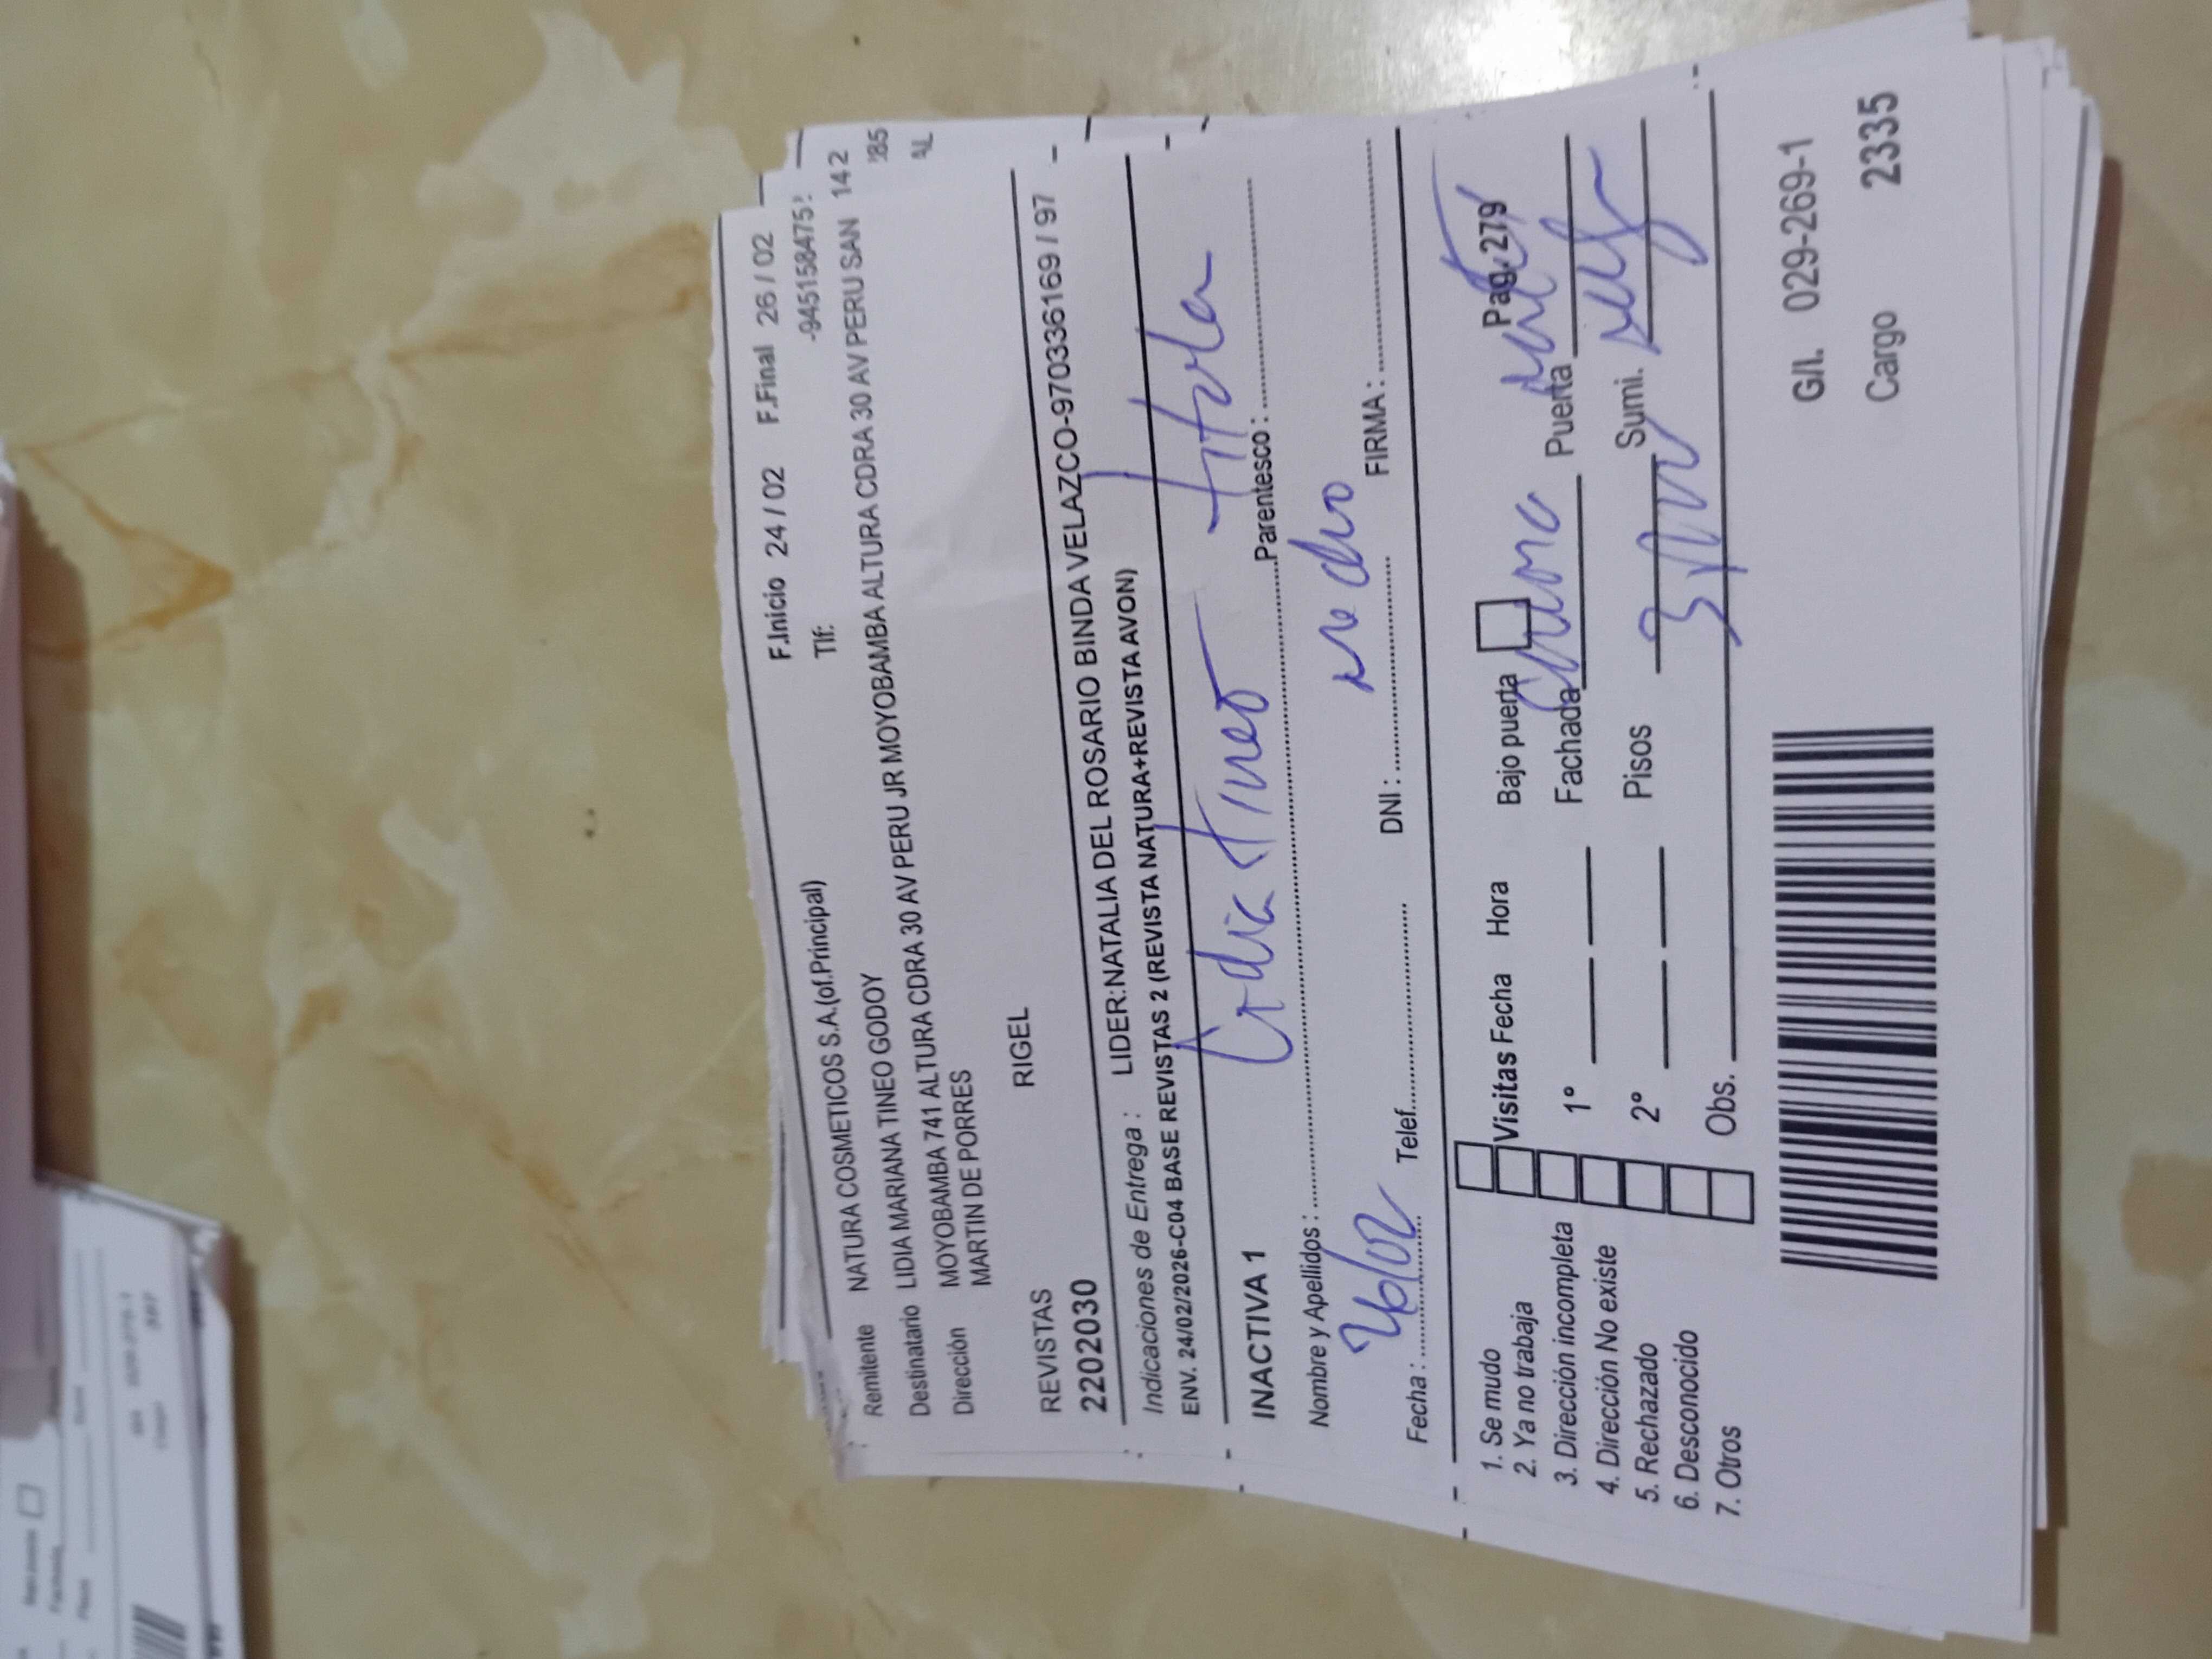 F.Inicio 24 / 02 F.Final 26 / 02
Tlf: -945158475
Remitente NATURA COSMETICOS S.A.(of.Principal)
Destinatario LIDIA MARIANA TINEO GODOY 142
Dirección MOYOBAMBA 741 ALTURA CDRA 30 AV PERU JR MOYOBAMBA ALTURA CDRA 30 AV PERU SAN
MARTIN DE PORRES
REVISTAS RIGEL
2202030
Indicaciones de Entrega : LIDER:NATALIA DEL ROSARIO BINDA VELAZCO-970336169 / 97
ENV. 24/02/2026-C04 BASE REVISTAS 2 (REVISTA NATURA+REVISTA AVON)
INACTIVA 1
Tineo
Nombre y Apellidos : Parentesco :
Fecha : Telef. DNI : FIRMA :
Pag. 279
1. Se mudo
2. Ya no trabaja
3. Dirección incompleta
4. Dirección No existe
5. Rechazado
6. Desconocido
7. Otros
Visitas Fecha Hora Bajo puerta
1° Fachada Puerta
2° Pisos Sumi.
Obs.
G/I. 029-269-1
Cargo 2335